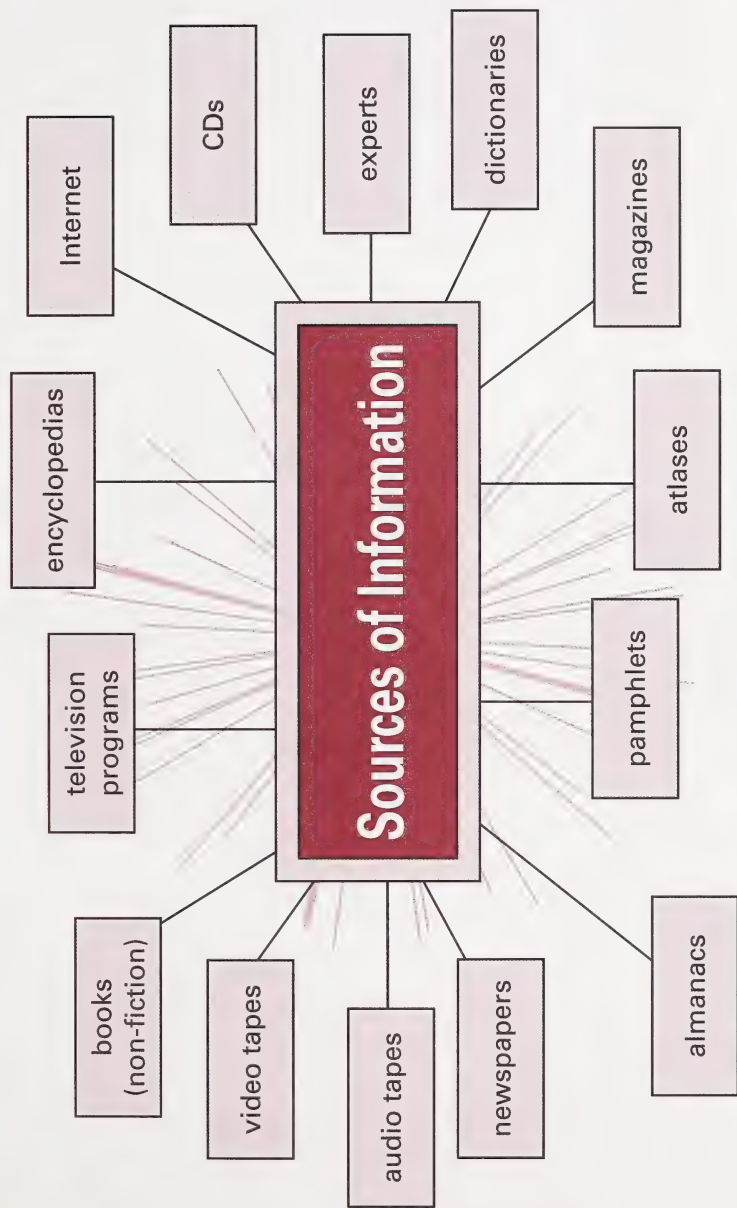 Sources of Information
books
(non-fiction)
television
programs
encyclopedias
Internet
CDs
experts
dictionaries
magazines
atlases
pamphlets
almanacs
newspapers
audio tapes
video tapes